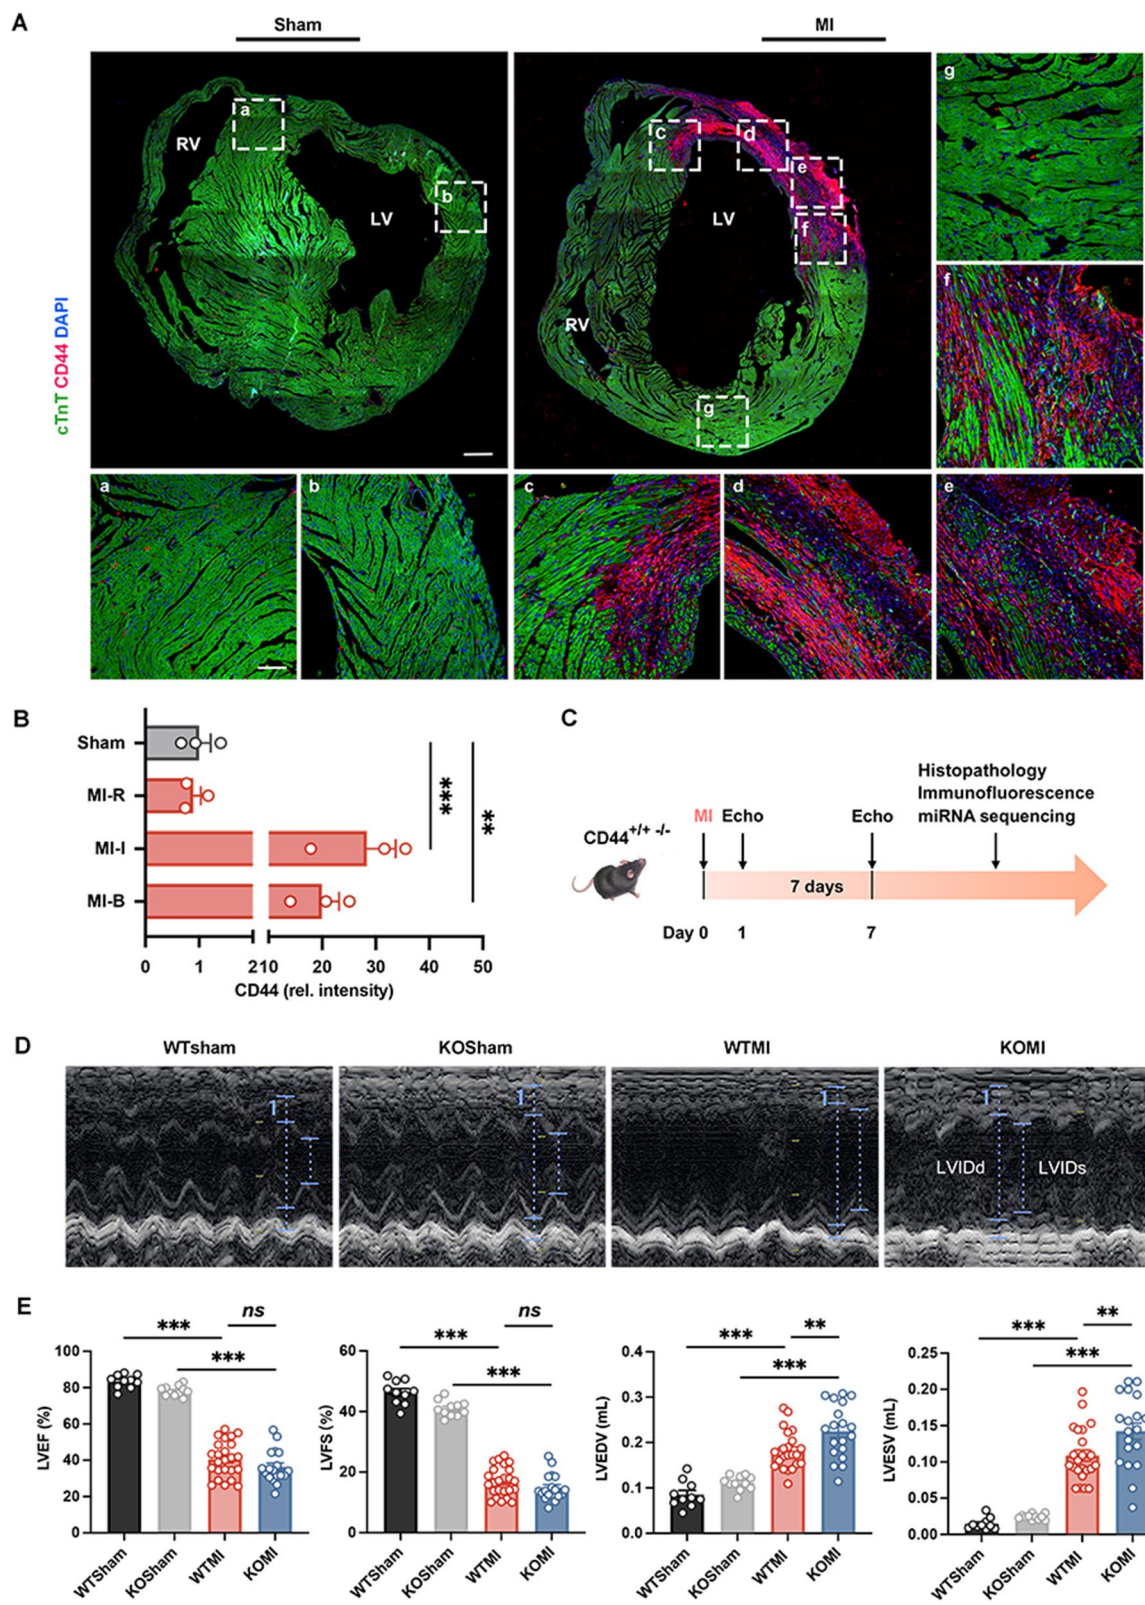 A
Sham
MI
cTnT CD44 DAPI
a
RV
b
LV
c
d
e
f
LV
RV
g
g
f
a
b
c
d
e
B
Sham
MI-R
MI-I
MI-B
***
**
0 1 2 10 20 30 40 50
CD44 (rel. intensity)
C
CD44+/+ -/-
MI Echo
Echo
Histopathology
Immunofluorescence
miRNA sequencing
7 days
Day 0 1 7
D
WTsham
KOSham
WTMI
KOMI
1
1
1
1
LVIDd
LVIDs
E
*** ns
***
LVEF (%)
100
80
60
40
20
0
WTSham KOSham WTMI KOMI
*** ns
***
LVFS (%)
60
40
20
0
WTSham KOSham WTMI KOMI
*** **
***
LVEDV (mL)
0.4
0.3
0.2
0.1
0.0
WTSham KOSham WTMI KOMI
*** **
***
LVESV (mL)
0.25
0.20
0.15
0.10
0.05
0.00
WTSham KOSham WTMI KOMI